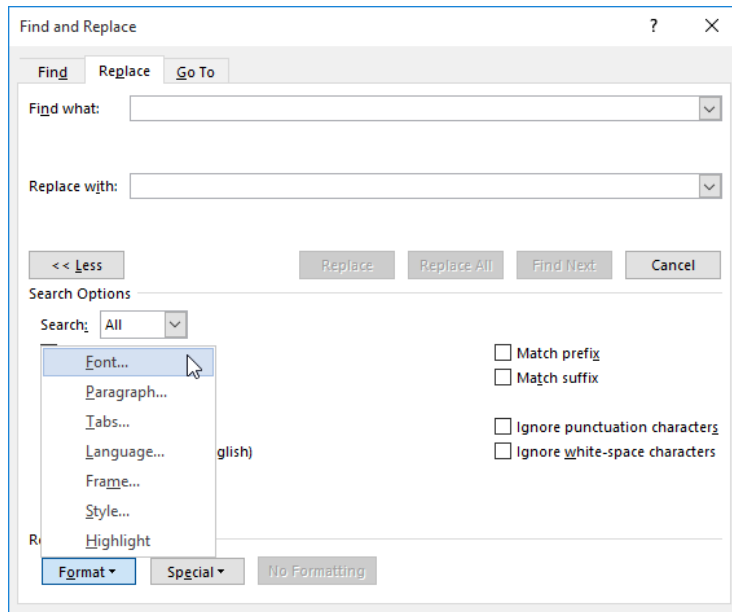 Find and Replace ?
Find Replace Go To
Find what:
Replace with:
<< Less Replace Replace All Find Next Cancel
Search Options
Search: All
Font... Match prefix
Paragraph... Match suffix
Tabs... Ignore punctuation characters
Language... glish) Ignore white-space characters
Frame...
Style...
Highlight
Format Special No Formatting